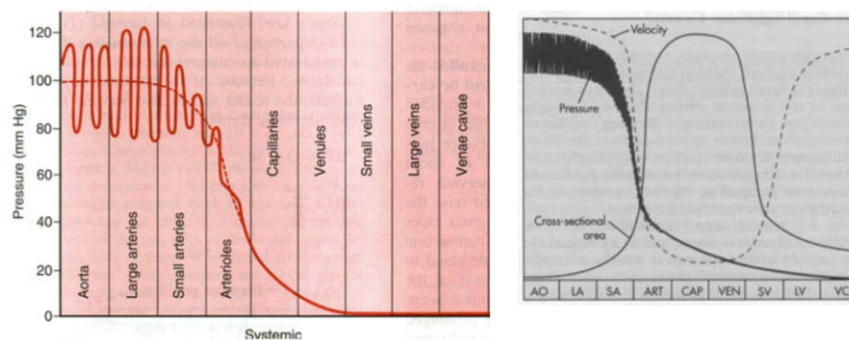 Pressure (mm Hg)
120
100
80
60
40
20
0
Aorta
Large arteries
Small arteries
Arterioles
Capillaries
Venules
Small veins
Large veins
Venae cavae
Systemic
Velocity
Pressure
Cross-sectional
area
AO LA SA ART CAP VEN SV LV VC